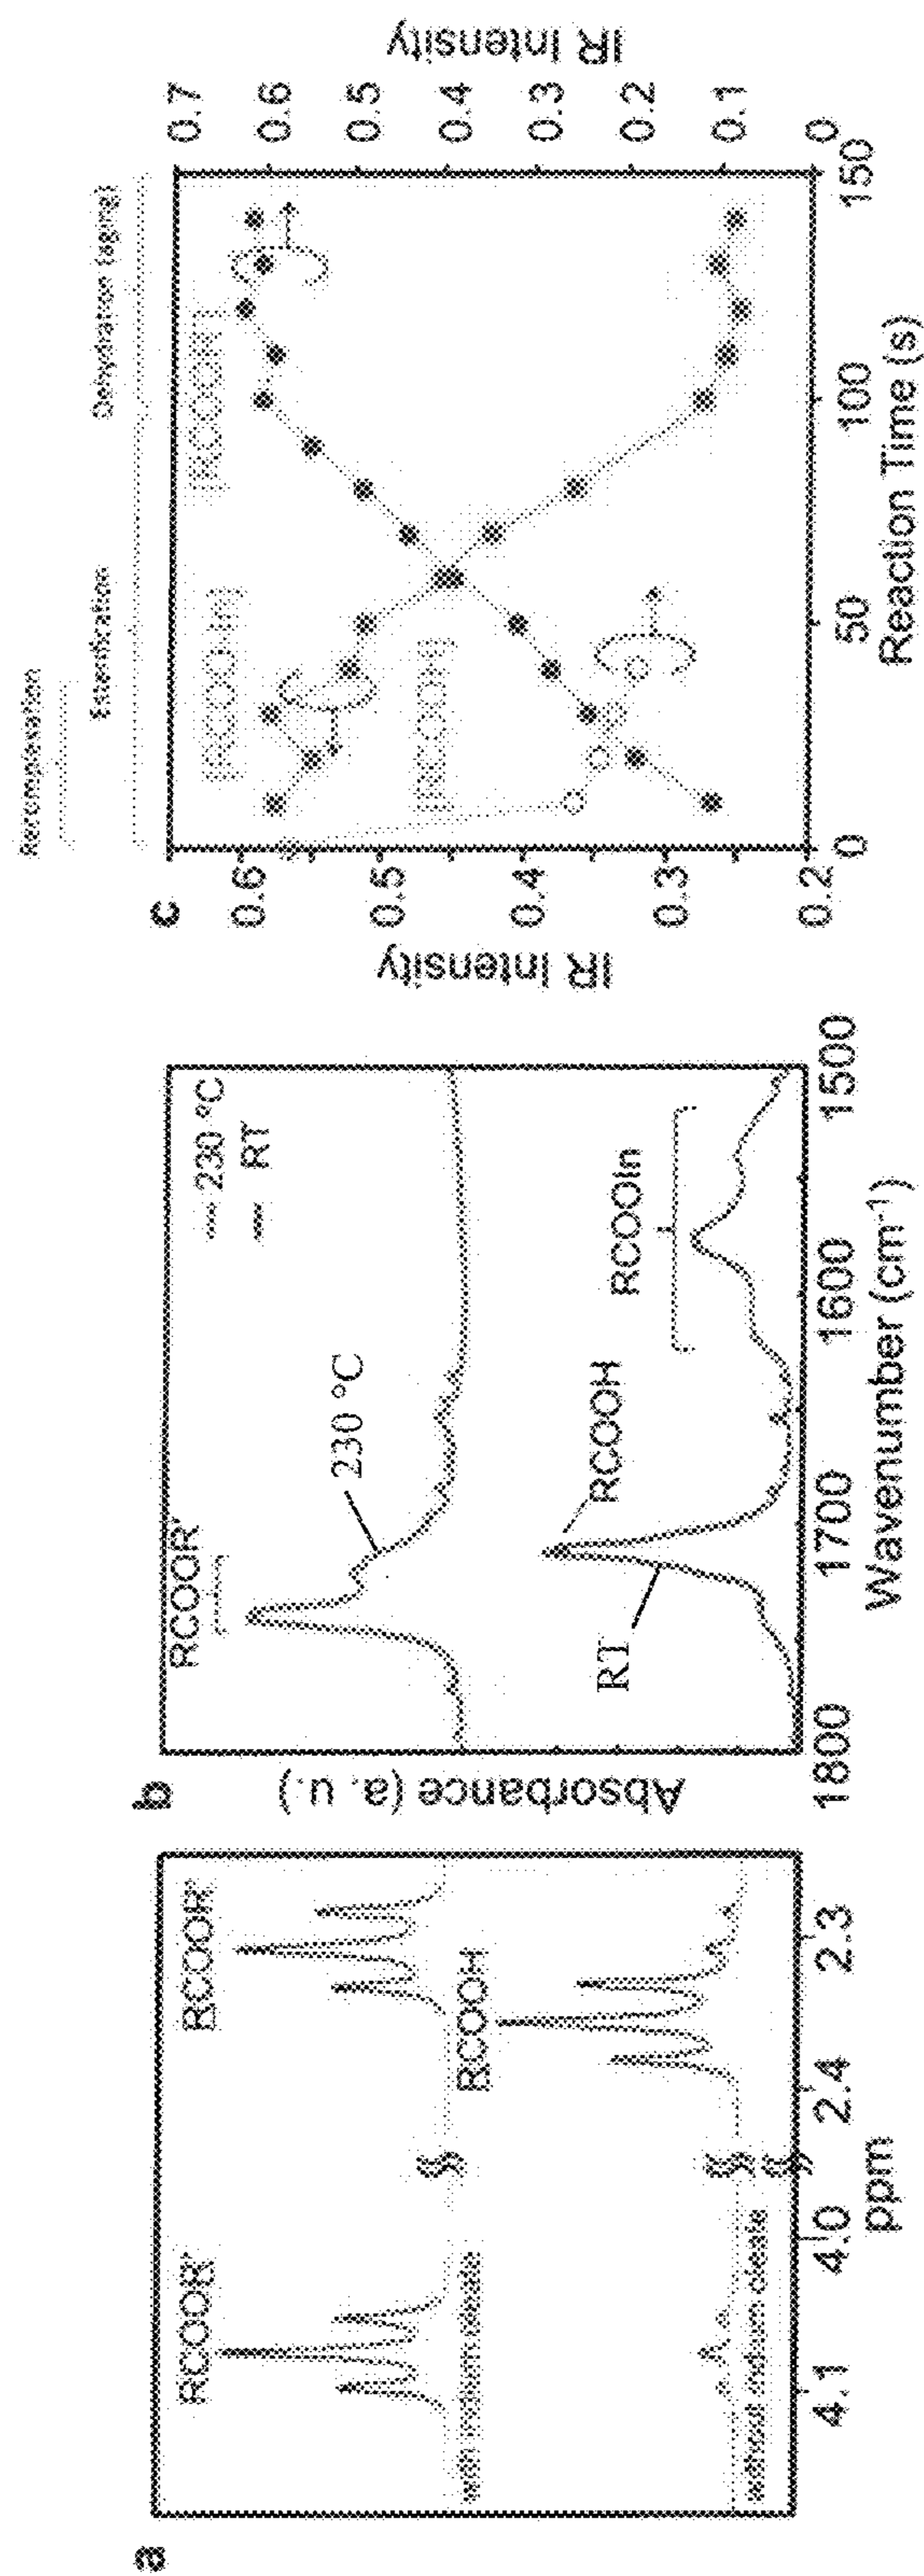 a
RCOOR'
RCOOR'
with indium oleate
RCOOH
without indium oleate
4.1
4.0
2.4
2.3
ppm
b
Absorbance (a. u.)
RCOOR'
230 °C
RT
230 °C
RT
RCOOH
RCOOIn
1800
1700
1600
1500
Wavenumber (cm-1)
c
Esterification
Dehydration (aging)
IR Intensity
0.6
0.5
0.4
0.3
0.2
[RCOO-In]
[RCOOR']
[RCOOH]
0
50
100
150
Reaction Time (s)
0.7
0.6
0.5
0.4
0.3
0.2
0.1
0
IR Intensity